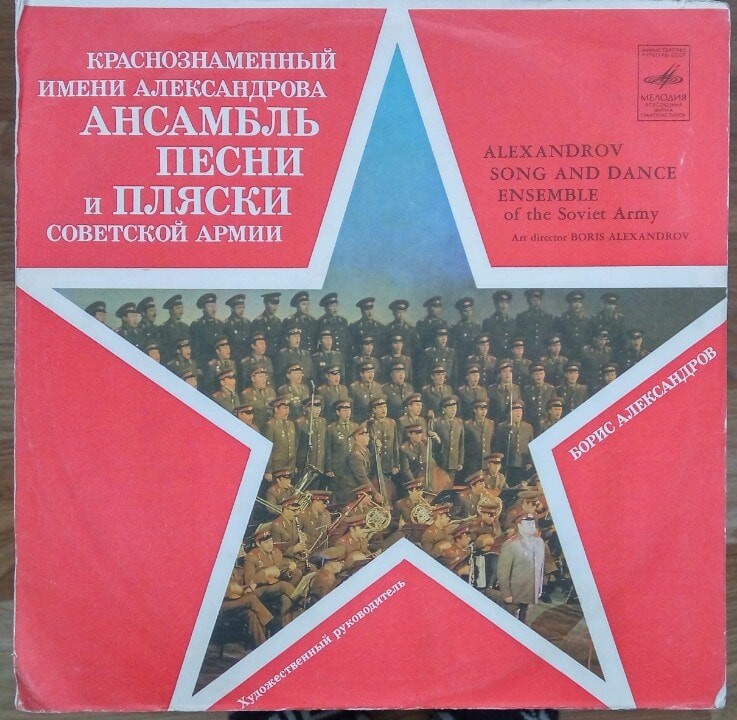 КРАСНОЗНАМЕННЫЙ
ИМЕНИ АЛЕКСАНДРОВА
АНСАМБЛЬ
ПЕСНИ
и ПЛЯСКИ
СОВЕТСКОЙ АРМИИ
МЕЛОДИЯ
ALEXANDROV
SONG AND DANCE
ENSEMBLE
of the Soviet Army
Art director BORIS ALEXANDROV
Художественный руководитель
БОРИС АЛЕКСАНДРОВ